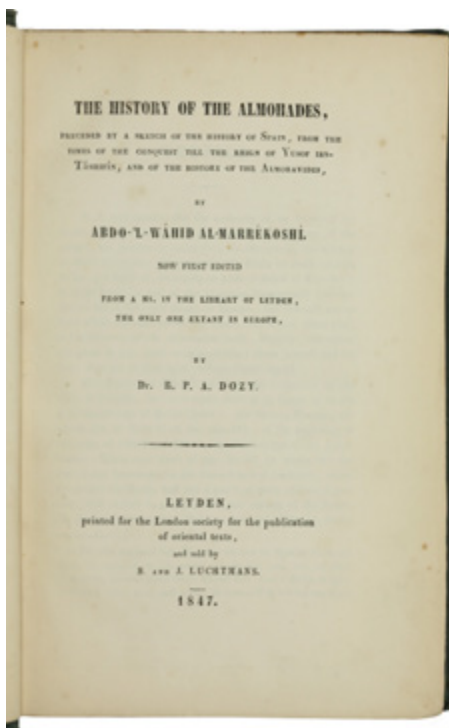 THE HISTORY OF THE ALMOHADES,
PRECEDED BY A SKETCH OF THE HISTORY OF SPAIN, FROM THE
TIMES OF THE CONQUEST TILL THE REIGN OF YUSOF IBN-
TÁSHIFÍN, AND OF THE HISTORY OF THE ALMORAVIDES,
BY
ABDO-'L-WÁHID AL-MARRÉKOSHÍ.
NOW FIRST EDITED
FROM A MS. IN THE LIBRARY OF LEYDEN,
THE ONLY ONE EXTANT IN EUROPE,
BY
Dr. R. P. A. DOZY.
LEYDEN,
printed for the London society for the publication
of oriental texts,
and sold by
S. AND J. LUCHTMANS.
1847.